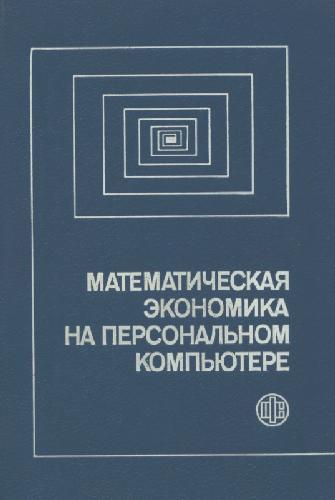 МАТЕМАТИЧЕСКАЯ
ЭКОНОМИКА
НА ПЕРСОНАЛЬНОМ
КОМПЬЮТЕРЕ